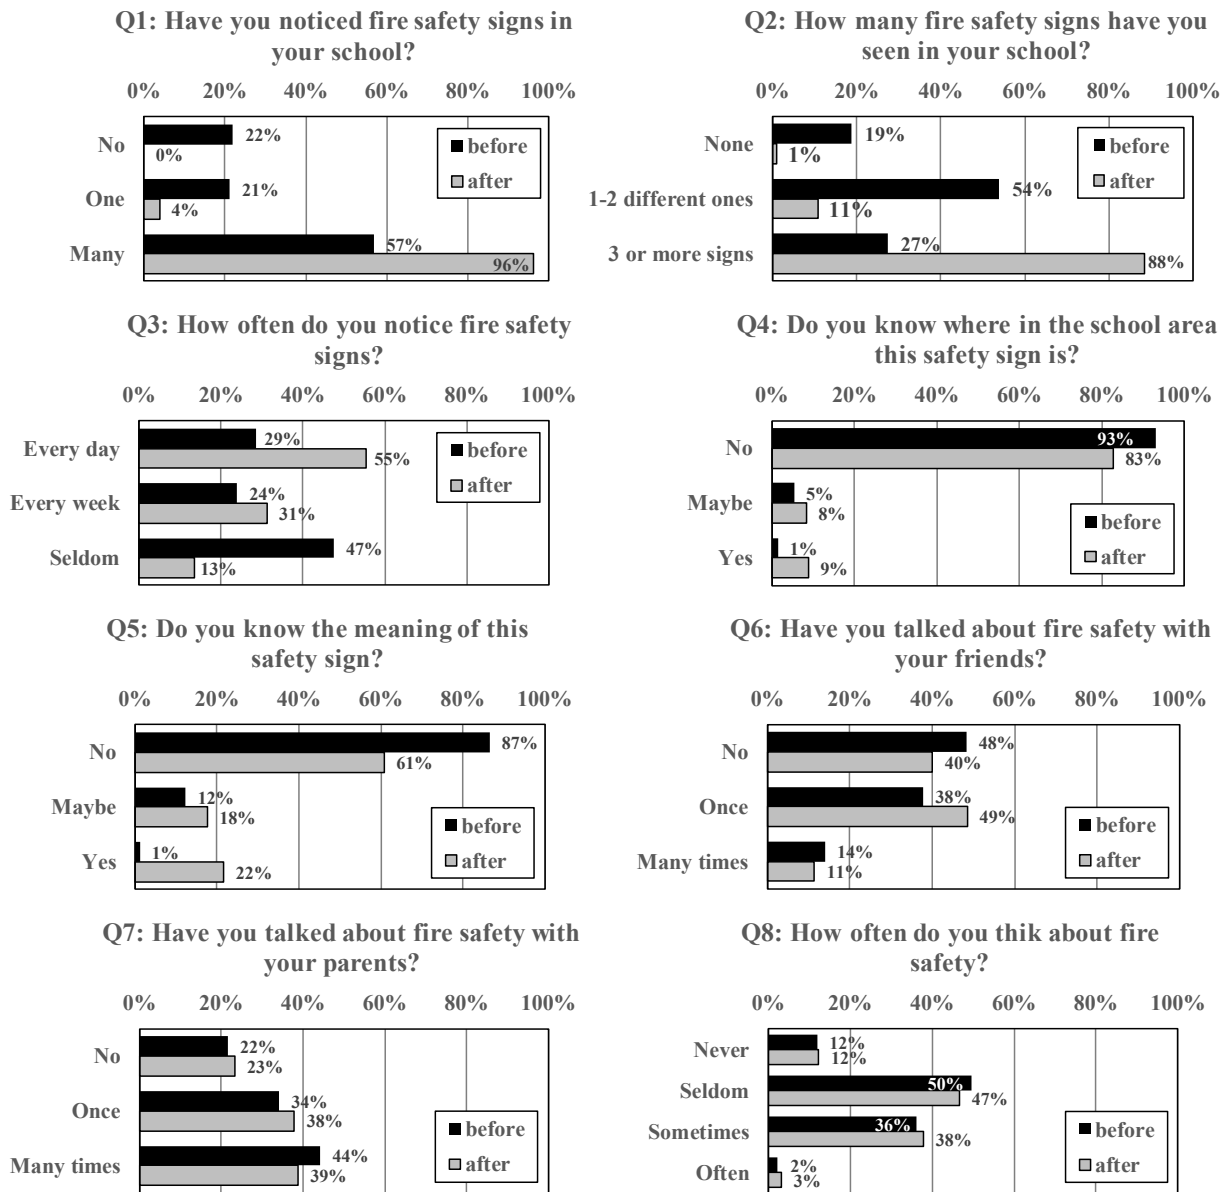 Q1: Have you noticed fire safety signs in
your school?
0% 20% 40% 60% 80% 100%
No 22%
0%
before
after
One 21%
4%
Many 57%
96%
Q2: How many fire safety signs have you
seen in your school?
0% 20% 40% 60% 80% 100%
None 19%
1%
before
after
1-2 different ones 54%
11%
3 or more signs 27%
88%
Q3: How often do you notice fire safety
signs?
0% 20% 40% 60% 80% 100%
Every day 29%
55%
before
after
Every week 24%
31%
Seldom 47%
13%
Q4: Do you know where in the school area
this safety sign is?
0% 20% 40% 60% 80% 100%
No 93%
83%
Maybe 5%
8%
before
after
Yes 1%
9%
Q5: Do you know the meaning of this
safety sign?
0% 20% 40% 60% 80% 100%
No 87%
61%
Maybe 12%
18%
before
after
Yes 1%
22%
Q6: Have you talked about fire safety with
your friends?
0% 20% 40% 60% 80% 100%
No 48%
40%
Once 38%
49%
before
after
Many times 14%
11%
Q7: Have you talked about fire safety with
your parents?
0% 20% 40% 60% 80% 100%
No 22%
23%
Once 34%
38%
before
after
Many times 44%
39%
Q8: How often do you thik about fire
safety?
0% 20% 40% 60% 80% 100%
Never 12%
12%
Seldom 50%
47%
Sometimes 36%
38%
before
after
Often 2%
3%